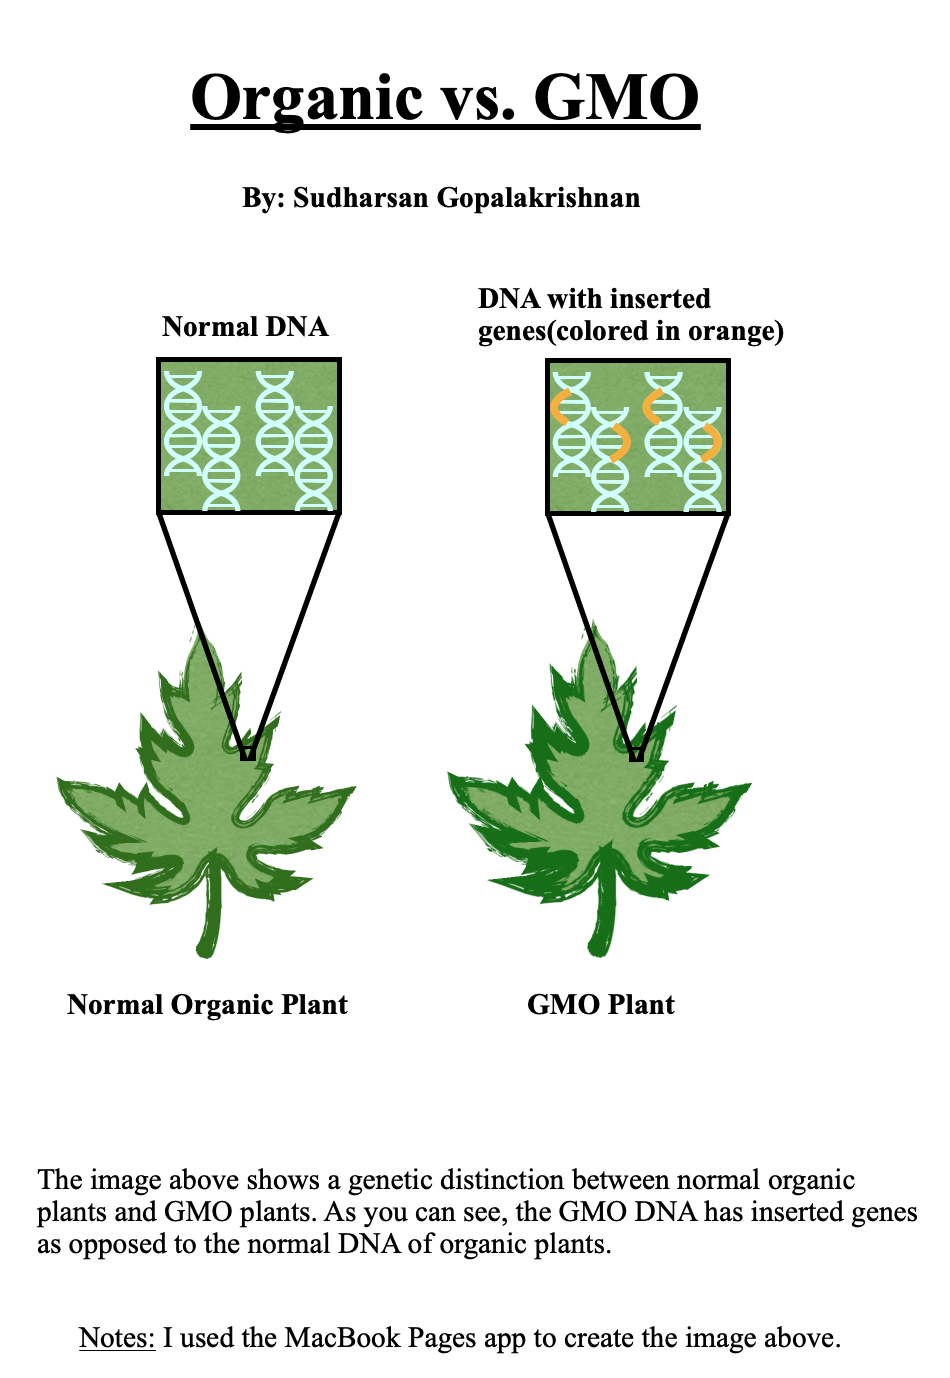 Organic vs. GMO
By: Sudharsan Gopalakrishnan
Normal DNA
DNA with inserted
genes(colored in orange)
Normal Organic Plant
GMO Plant
The image above shows a genetic distinction between normal organic
plants and GMO plants. As you can see, the GMO DNA has inserted genes
as opposed to the normal DNA of organic plants.
Notes: I used the MacBook Pages app to create the image above.